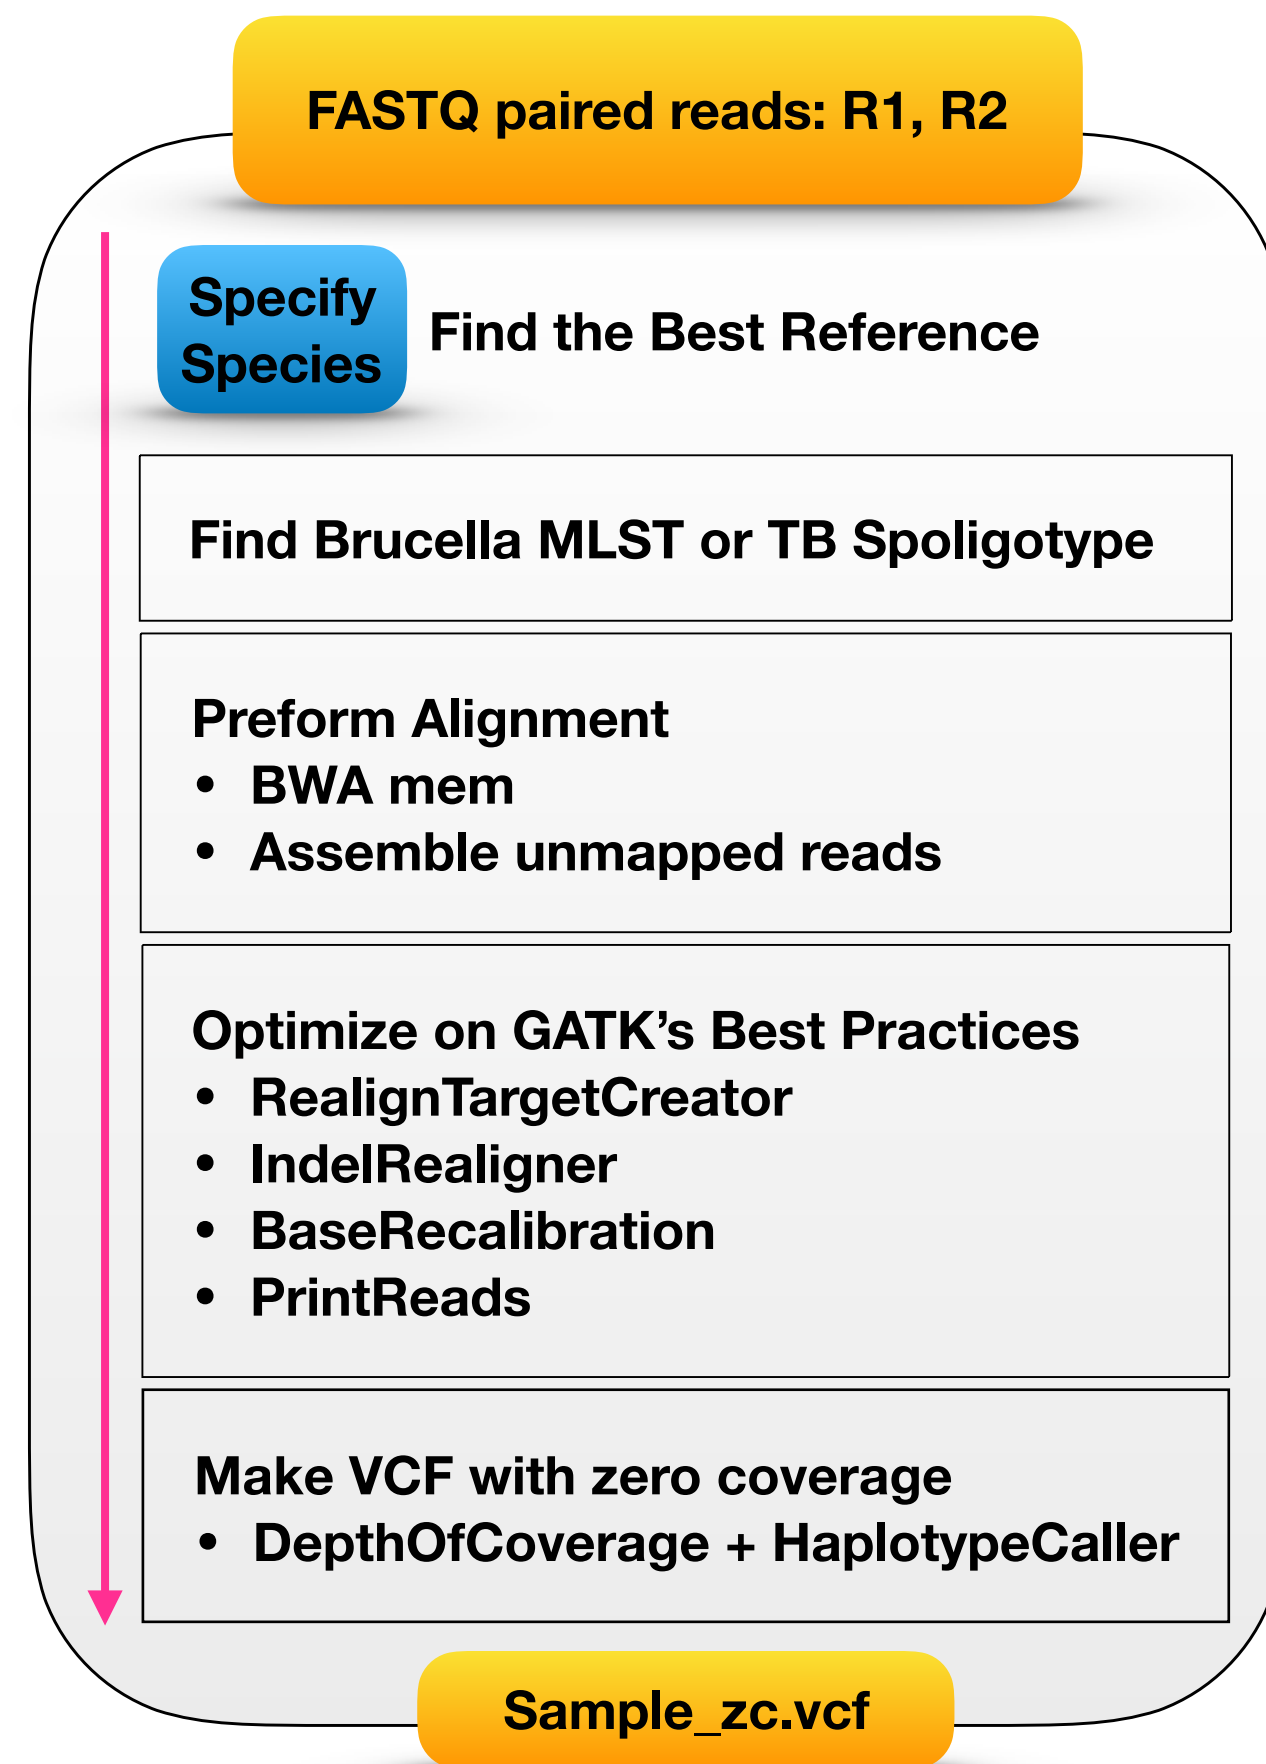 FASTQ paired reads: R1, R2
Specify
Species
Find the Best Reference
Find Brucella MLST or TB Spoligotype
Preform Alignment
• BWA mem
• Assemble unmapped reads
Optimize on GATK’s Best Practices
• RealignTargetCreator
• IndelRealigner
• BaseRecalibration
• PrintReads
Make VCF with zero coverage
• DepthOfCoverage + HaplotypeCaller
Sample_zc.vcf